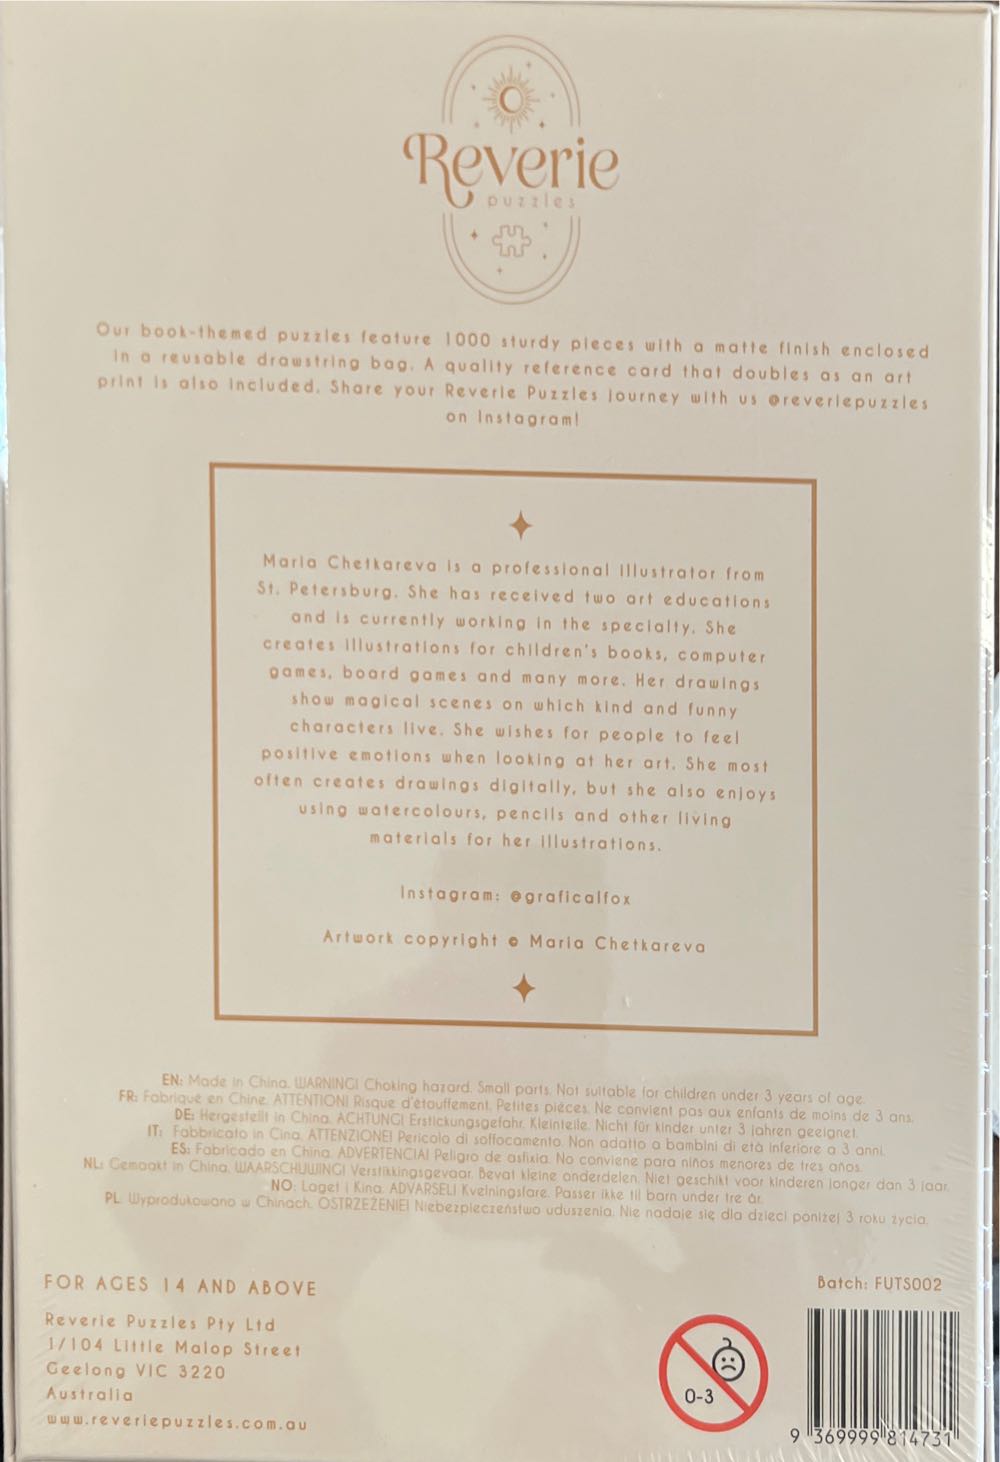 Reverie
puzzles
Our book-themed puzzles feature 1000 sturdy pieces with a matte finish enclosed
in a reusable drawstring bag. A quality reference card that doubles as an art
print is also included. Share your Reverie Puzzles journey with us @reveriepuzzles
on Instagram!
Maria Chetkareva is a professional illustrator from
St. Petersburg. She has received two art educations
and is currently working in the specialty. She
creates illustrations for children's books, computer
games, board games and many more. Her drawings
show magical scenes on which kind and funny
characters live. She wishes for people to feel
positive emotions when looking at her art. She most
often creates drawings digitally, but she also enjoys
using watercolours, pencils and other living
materials for her illustrations.
Instagram: @graficalfox
Artwork copyright © Maria Chetkareva
EN: Made in China. WARNING! Choking hazard. Small parts. Not suitable for children under 3 years of age.
FR: Fabriqué en Chine. ATTENTION! Risque d'étouffement. Petites pièces. Ne convient pas aux enfants de moins de 3 ans.
DE: Hergestellt in China. ACHTUNG! Erstickungsgefahr. Kleinteile. Nicht für kinder unter 3 jahren geeignet.
IT: Fabbricato in Cina. ATTENZIONE! Pericolo di soffocamento. Non adatto a bambini di età inferiore a 3 anni.
ES: Fabricado en China. ADVERTENCIA! Peligro de asfixia. No conviene para niños menores de tres años.
NL: Gemaakt in China. WAARSCHUWING! Verstikkingsgevaar. Bevat kleine onderdelen. Niet geschikt voor kinderen jonger dan 3 jaar.
NO: Laget i Kina. ADVARSEL! Kvelningsfare. Passer ikke til barn under tre år.
PL: Wyprodukowano w Chinach. OSTRZEŻENIE! Niebezpieczeństwo uduszenia. Nie nadaje się dla dzieci poniżej 3 roku życia.
FOR AGES 14 AND ABOVE
Reverie Puzzles Pty Ltd
1/104 Little Malop Street
Geelong VIC 3220
Australia
www.reveriepuzzles.com.au
0-3
Batch: FUTS002
9 369999 814731